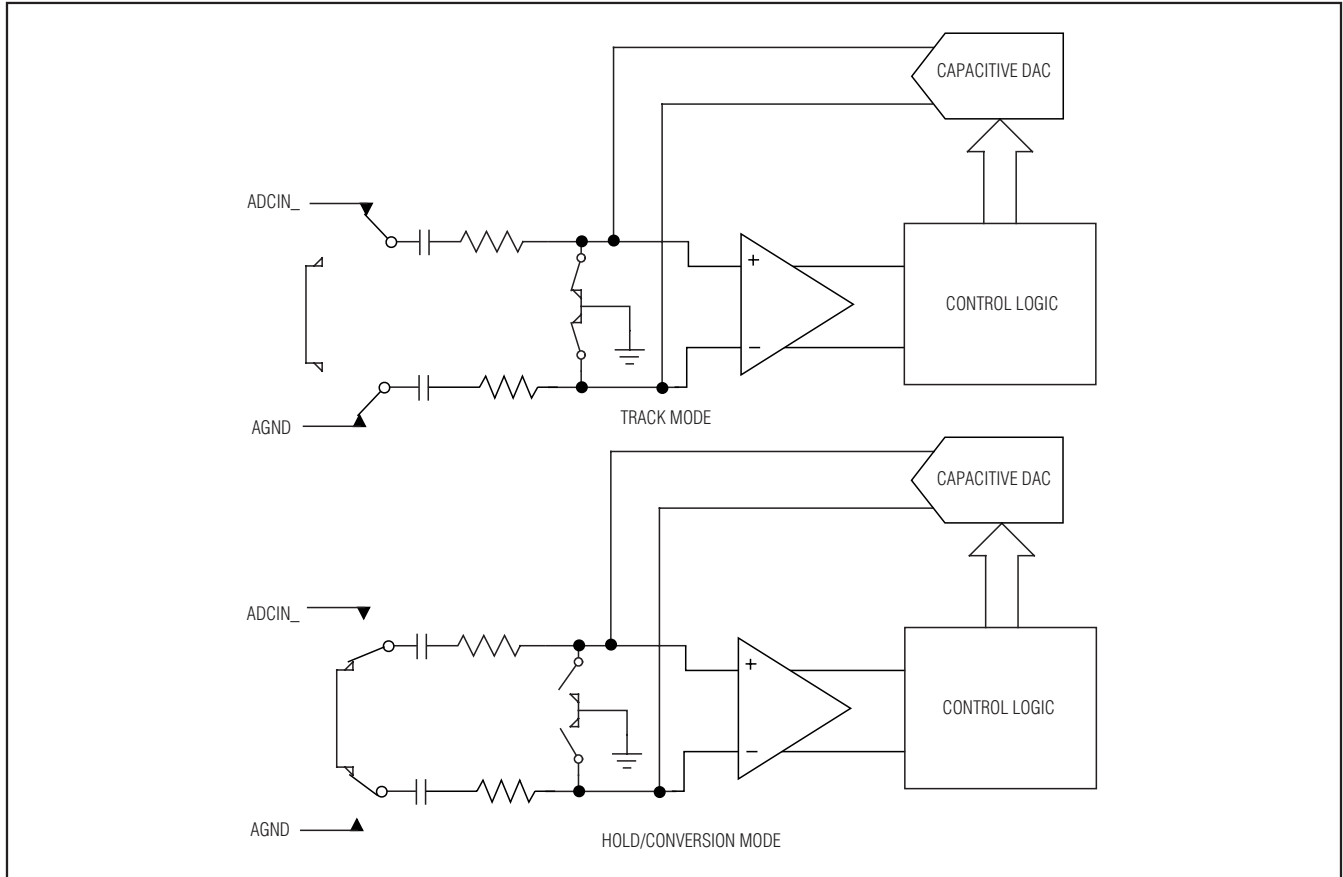 CAPACITIVE DAC
ADCIN_
+
CONTROL LOGIC
−
AGND
TRACK MODE
CAPACITIVE DAC
ADCIN_
+
CONTROL LOGIC
−
AGND
HOLD/CONVERSION MODE